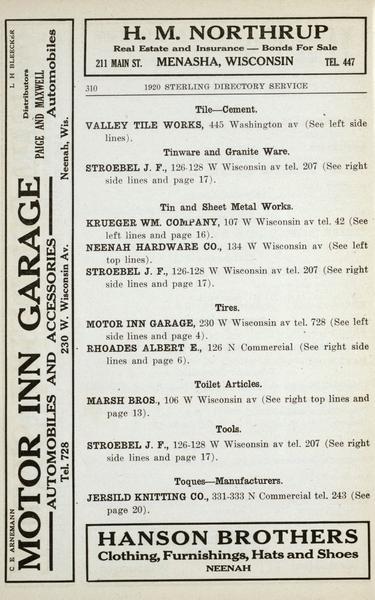 H. M. NORTHRUP
Real Estate and Insurance — Bonds For Sale
211 MAIN ST. MENASHA, WISCONSIN TEL. 447
310 1920 STERLING DIRECTORY SERVICE
Tile—Cement.
VALLEY TILE WORKS, 445 Washington av (See left side
lines).
Tinware and Granite Ware.
STROEBEL J. F., 126-128 W Wisconsin av tel. 207 (See right
side lines and page 17).
Tin and Sheet Metal Works.
KRUEGER WM. COMPANY, 107 W Wisconsin av tel. 42 (See
left lines and page 16).
NEENAH HARDWARE CO., 134 W Wisconsin av (See left
top lines).
STROEBEL J. F., 126-128 W Wisconsin av tel. 207 (See right
side lines and page 17).
Tires.
MOTOR INN GARAGE, 230 W Wisconsin av tel. 728 (See left
side lines and page 4).
RHOADES ALBERT E., 126 N Commercial (See right side
lines and page 6).
Toilet Articles.
MARSH BROS., 106 W Wisconsin av (See right top lines and
page 13).
Tools.
STROEBEL J. F., 126-128 W Wisconsin av tel. 207 (See right
side lines and page 17).
Toques—Manufacturers.
JERSILD KNITTING CO., 331-333 N Commercial tel. 243 (See
page 20).
HANSON BROTHERS
Clothing, Furnishings, Hats and Shoes
NEENAH
C. E. ARNEMANN L. H. BLEECKER
MOTOR INN GARAGE
Distributors
PAIGE AND MAXWELL
Automobiles
AUTOMOBILES AND ACCESSORIES
Tel. 728 230 W. Wisconsin Av. Neenah, Wis.